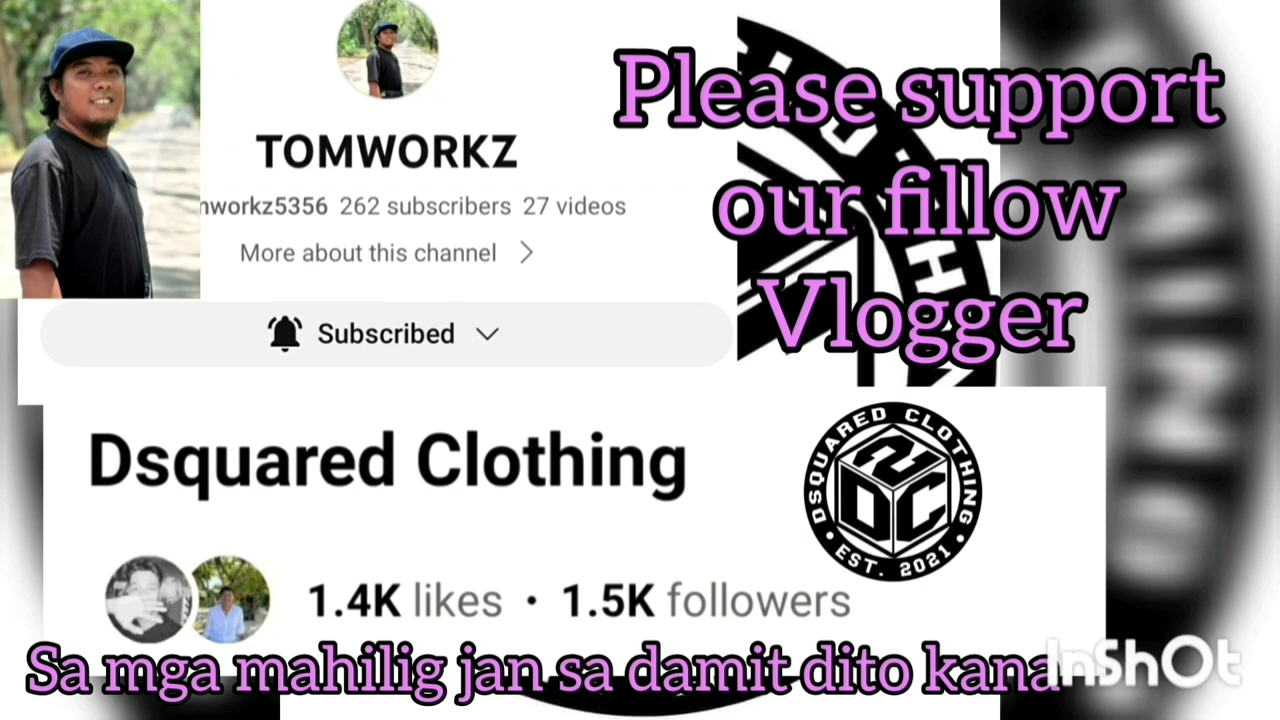 Please support
our fillow
Vlogger
TOMWORKZ
nworkz5356 262 subscribers 27 videos
More about this channel
Subscribed
Dsquared Clothing
DSQUARED CLOTHING
2
DC
EST. 2021
1.4K likes • 1.5K followers
Sa mga mahilig jan sa damit dito kana
InShOt